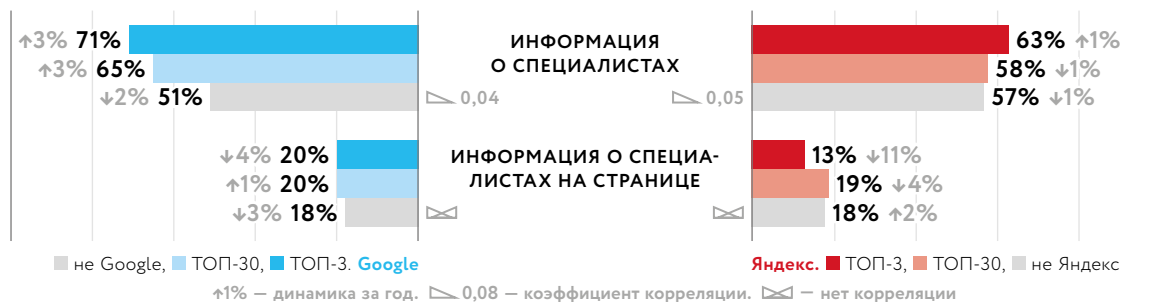 ↑3% 71% ИНФОРМАЦИЯ 63% ↑1%
↑3% 65% О СПЕЦИАЛИСТАХ 58% ↓1%
↓2% 51% 0,04 0,05 57% ↓1%
↓4% 20% ИНФОРМАЦИЯ О СПЕЦИА- 13% ↓11%
↑1% 20% ЛИСТАХ НА СТРАНИЦЕ 19% ↓4%
↓3% 18% 18% ↑2%
не Google, ТОП-30, ТОП-3. Google Яндекс. ТОП-3, ТОП-30, не Яндекс
↑1% — динамика за год. 0,08 — коэффициент корреляции. — нет корреляции